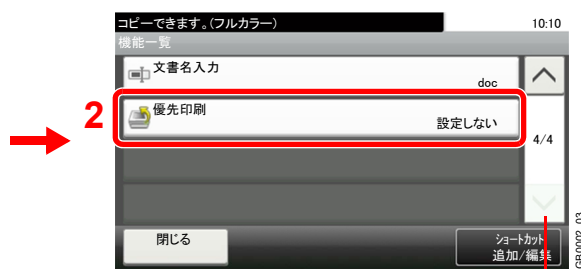 コピーできます。(フルカラー)
10:10
機能一覧
文書名入力
doc
2
優先印刷
設定しない
4/4
閉じる
ショートカット
追加/編集
GB0002_03